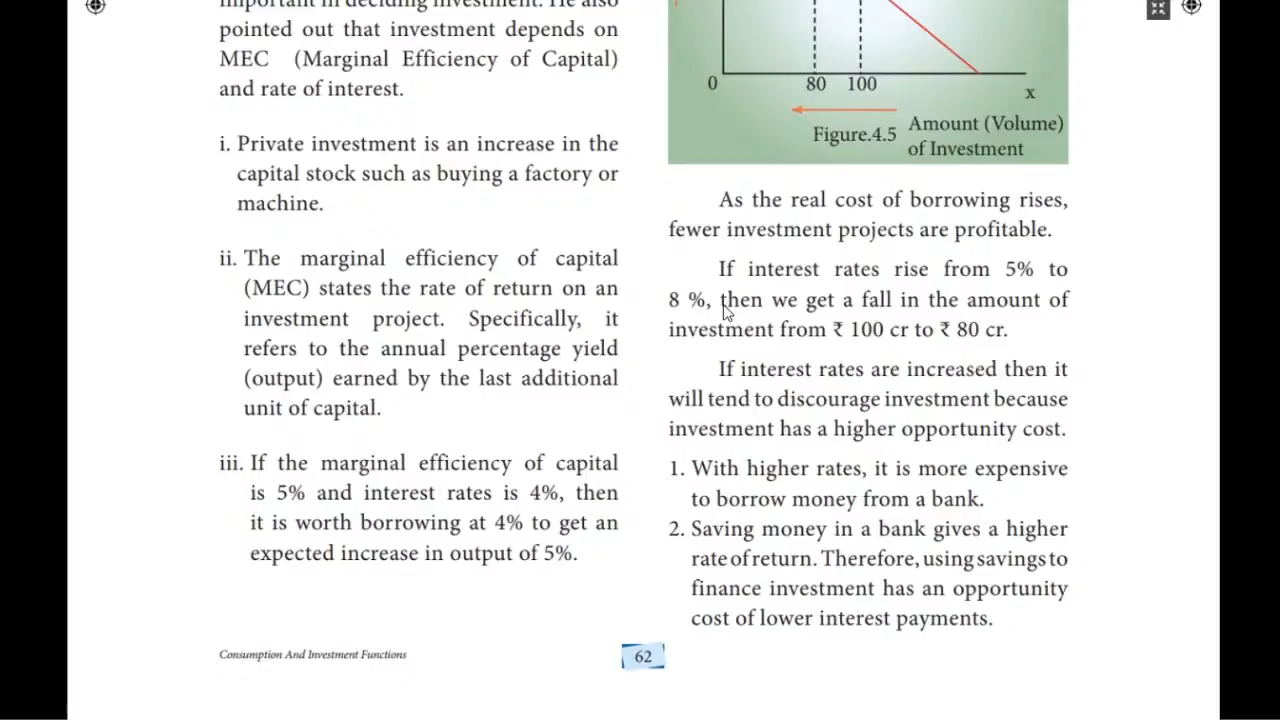 important in deciding investment. He also
pointed out that investment depends on
MEC (Marginal Efficiency of Capital)
and rate of interest.
i. Private investment is an increase in the
capital stock such as buying a factory or
machine.
ii. The marginal efficiency of capital
(MEC) states the rate of return on an
investment project. Specifically, it
refers to the annual percentage yield
(output) earned by the last additional
unit of capital.
iii. If the marginal efficiency of capital
is 5% and interest rates is 4%, then
it is worth borrowing at 4% to get an
expected increase in output of 5%.
0
80 100
x
Figure.4.5
Amount (Volume)
of Investment
As the real cost of borrowing rises,
fewer investment projects are profitable.
If interest rates rise from 5% to
8 %, then we get a fall in the amount of
investment from ₹ 100 cr to ₹ 80 cr.
If interest rates are increased then it
will tend to discourage investment because
investment has a higher opportunity cost.
1. With higher rates, it is more expensive
to borrow money from a bank.
2. Saving money in a bank gives a higher
rate of return. Therefore, using savings to
finance investment has an opportunity
cost of lower interest payments.
Consumption And Investment Functions
62